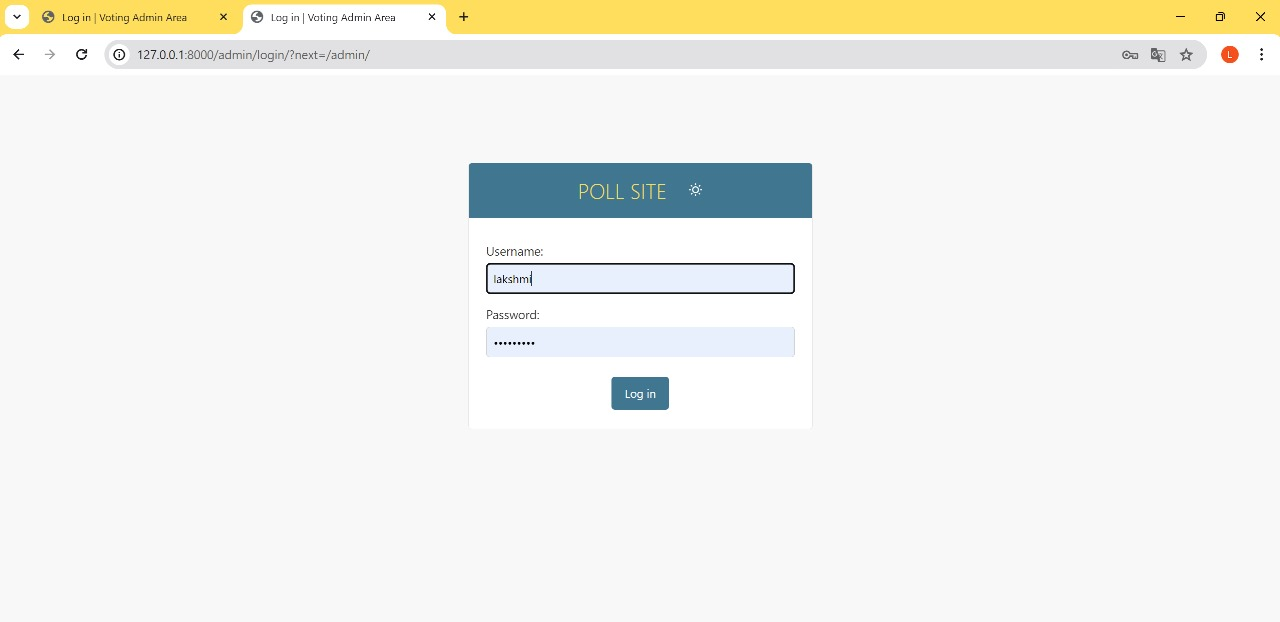 Log in | Voting Admin Area
Log in | Voting Admin Area
127.0.0.1:8000/admin/login/?next=/admin/
L
POLL SITE
Username:
lakshmi
Password:
•••••••••
Log in